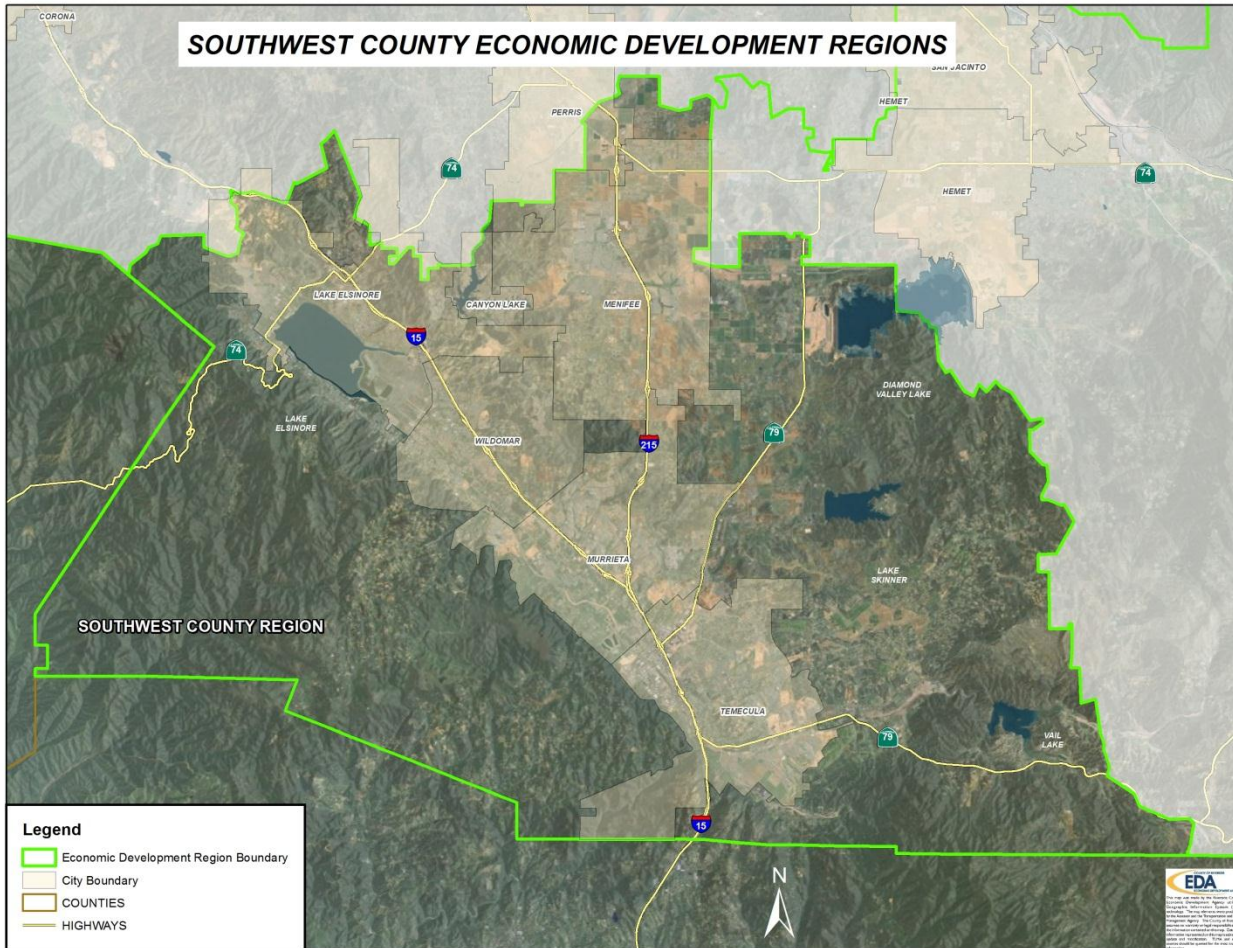 SOUTHWEST COUNTY ECONOMIC DEVELOPMENT REGIONS
CORONA
SAN JACINTO
PERRIS
HEMET
74
74
HEMET
LAKE ELSINORE
CANYON LAKE
MENIFEE
15
74
DIAMOND
VALLEY LAKE
LAKE
ELSINORE
WILDOMAR
215
79
MURRIETA
LAKE
SKINNER
SOUTHWEST COUNTY REGION
TEMECULA
79
VAIL
LAKE
15
Legend
Economic Development Region Boundary
City Boundary
COUNTIES
HIGHWAYS
N
EDA